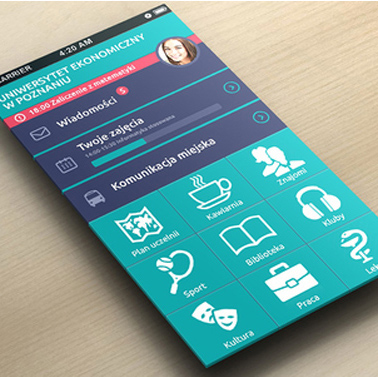 CARRIER
4:20 AM
UNIWERSYTET EKONOMICZNY
W POZNANIU
18:00 Zaliczenie z matematyki
Wiadomości 5
Twoje zajęcia
14:00-15:30 Informatyka stosowana
Komunikacja miejska
Plan uczelnii
Kawiarnia
Znajomi
Sport
Biblioteka
Kluby
Kultura
Praca
Lek